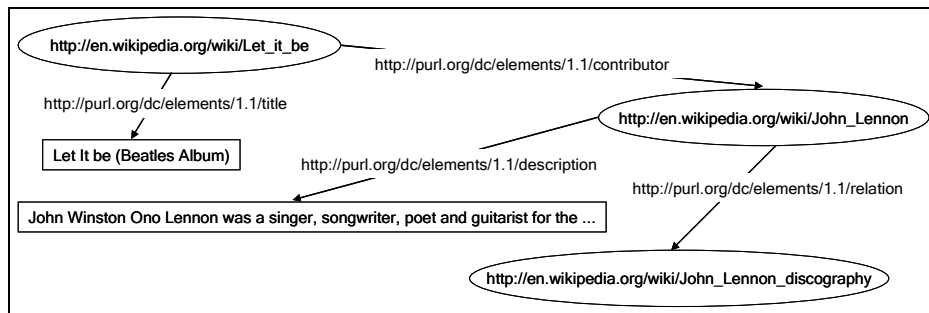 http://en.wikipedia.org/wiki/Let_it_be
http://purl.org/dc/elements/1.1/contributor
http://purl.org/dc/elements/1.1/title
http://en.wikipedia.org/wiki/John_Lennon
Let It be (Beatles Album)
http://purl.org/dc/elements/1.1/description
http://purl.org/dc/elements/1.1/relation
John Winston Ono Lennon was a singer, songwriter, poet and guitarist for the ...
http://en.wikipedia.org/wiki/John_Lennon_discography